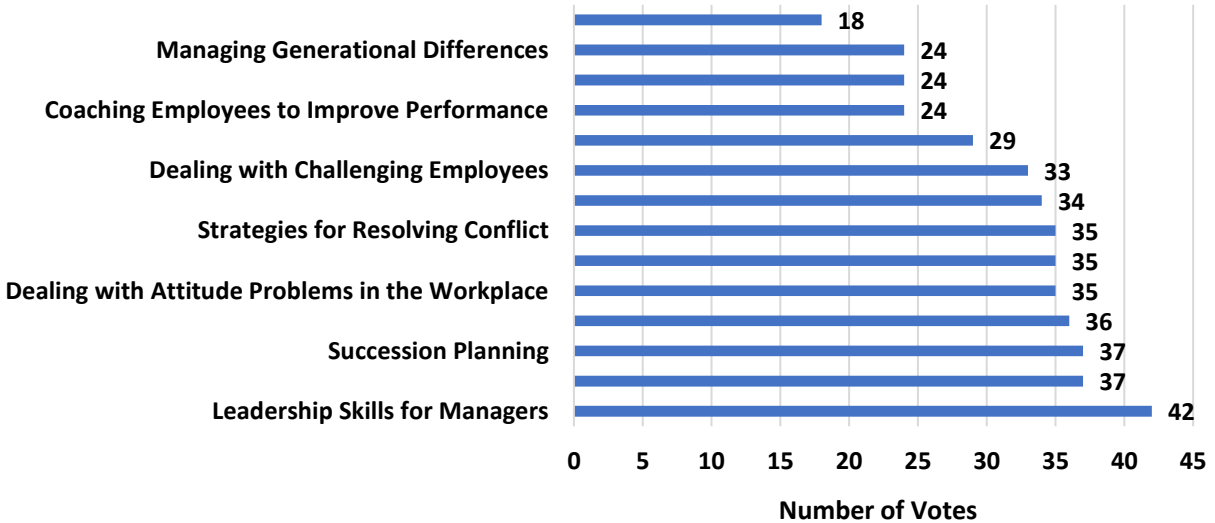 18
Managing Generational Differences 24
24
Coaching Employees to Improve Performance 24
29
Dealing with Challenging Employees 33
34
Strategies for Resolving Conflict 35
35
Dealing with Attitude Problems in the Workplace 35
36
Succession Planning 37
37
Leadership Skills for Managers 42
0 5 10 15 20 25 30 35 40 45
Number of Votes